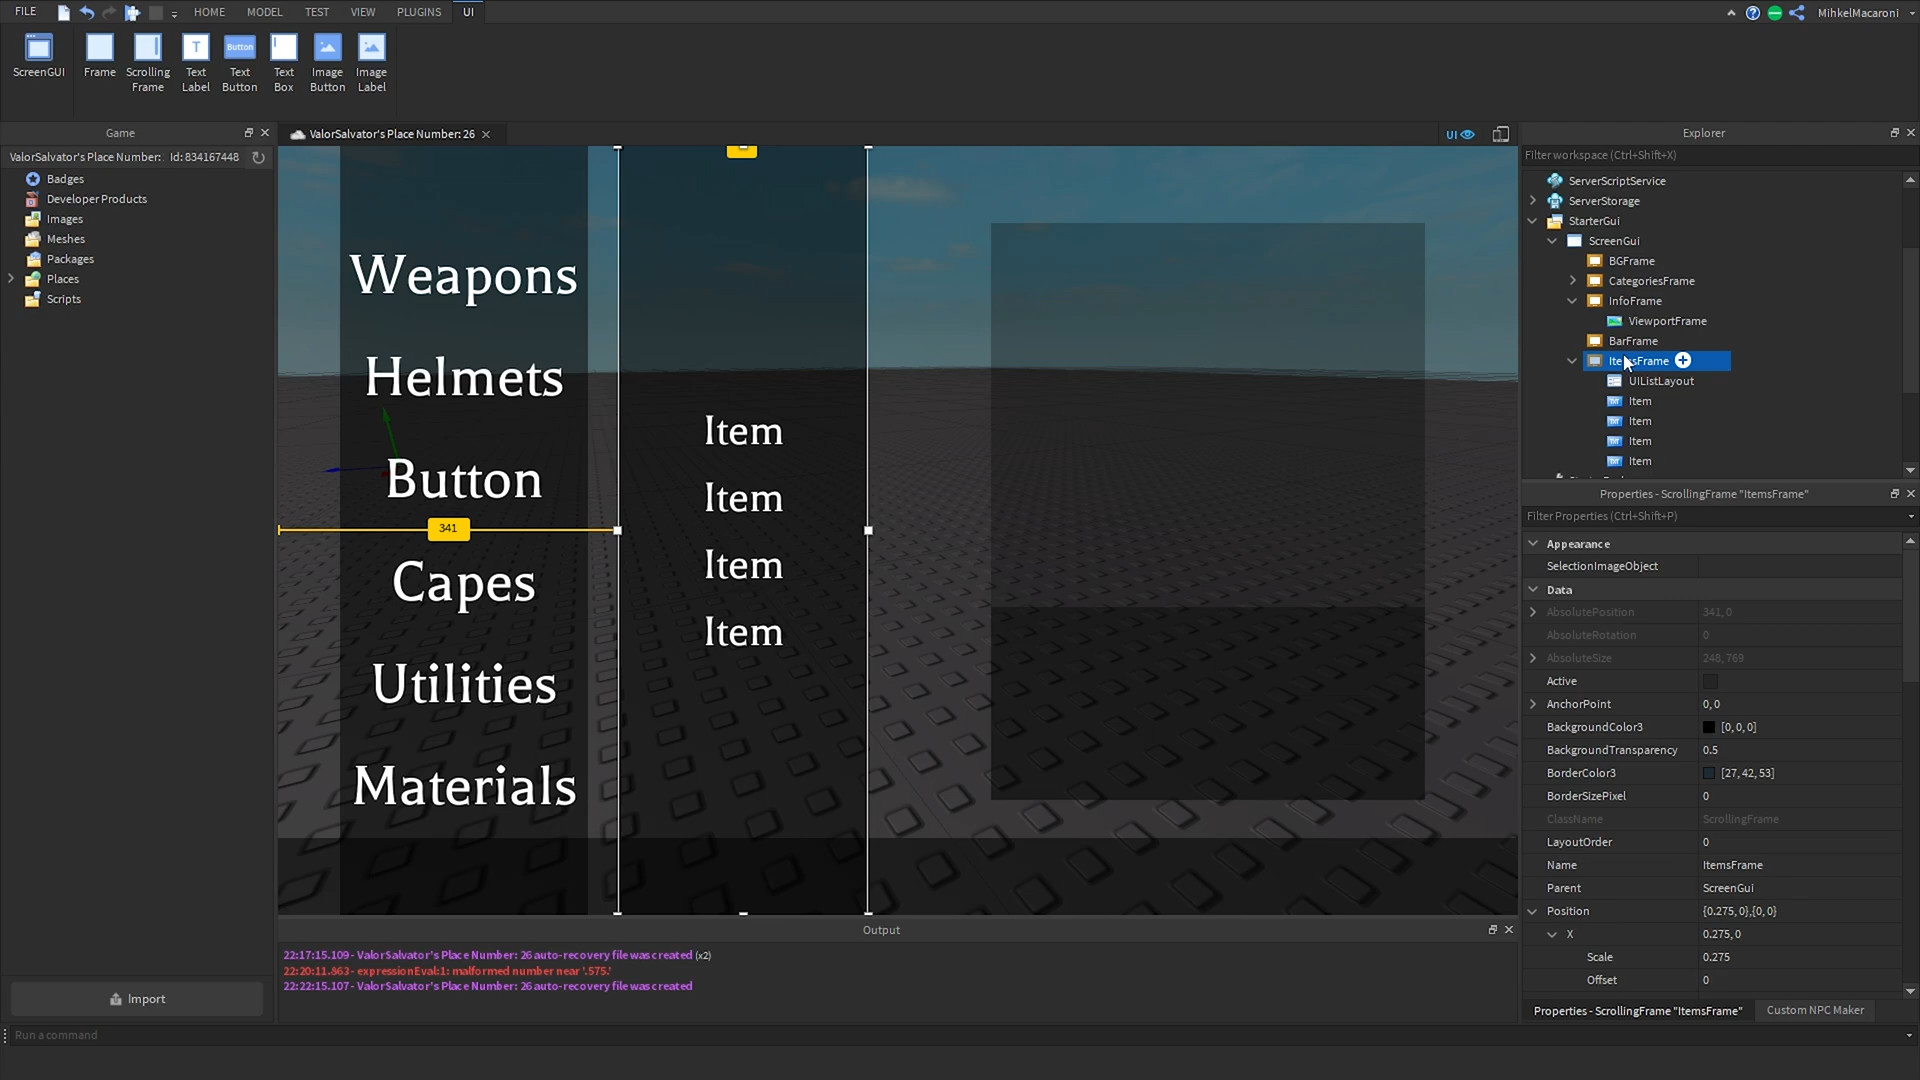 FILE
HOME
MODEL
TEST
VIEW
PLUGINS
UI
MihkelMacaroni
ScreenGUI
Frame
Scrolling
Frame
Text
Label
Button
Text
Button
Text
Box
Image
Button
Image
Label
Game
ValorSalvator's Place Number: 26
UI
Explorer
ValorSalvator's Place Number:
Id: 834167448
Filter workspace (Ctrl+Shift+X)
Badges
Developer Products
Images
Meshes
Packages
Places
Scripts
Weapons
Helmets
Button
341
Capes
Utilities
Materials
Item
Item
Item
Item
ServerScriptService
ServerStorage
StarterGui
ScreenGui
BGFrame
CategoriesFrame
InfoFrame
ViewportFrame
BarFrame
UIListLayout
Item
Item
Item
Item
Properties - ScrollingFrame "ItemsFrame"
Filter Properties (Ctrl+Shift+P)
Appearance
SelectionImageObject
Data
AbsolutePosition 341, 0
AbsoluteRotation 0
AbsoluteSize 248, 769
Active
AnchorPoint 0, 0
BackgroundColor3 [0, 0, 0]
BackgroundTransparency 0.5
BorderColor3 [27, 42, 53]
BorderSizePixel 0
ClassName ScrollingFrame
LayoutOrder 0
Name ItemsFrame
Parent ScreenGui
Position {0.275, 0},{0, 0}
X 0.275, 0
Scale 0.275
Offset 0
Output
22:17:15.109 - ValorSalvator's Place Number: 26 auto-recovery file was created (x2)
22:20:11.863 - expressionEval:1: malformed number near '.575.'
22:22:15.107 - ValorSalvator's Place Number: 26 auto-recovery file was created
Import
Properties - ScrollingFrame "ItemsFrame"
Custom NPC Maker
Run a command